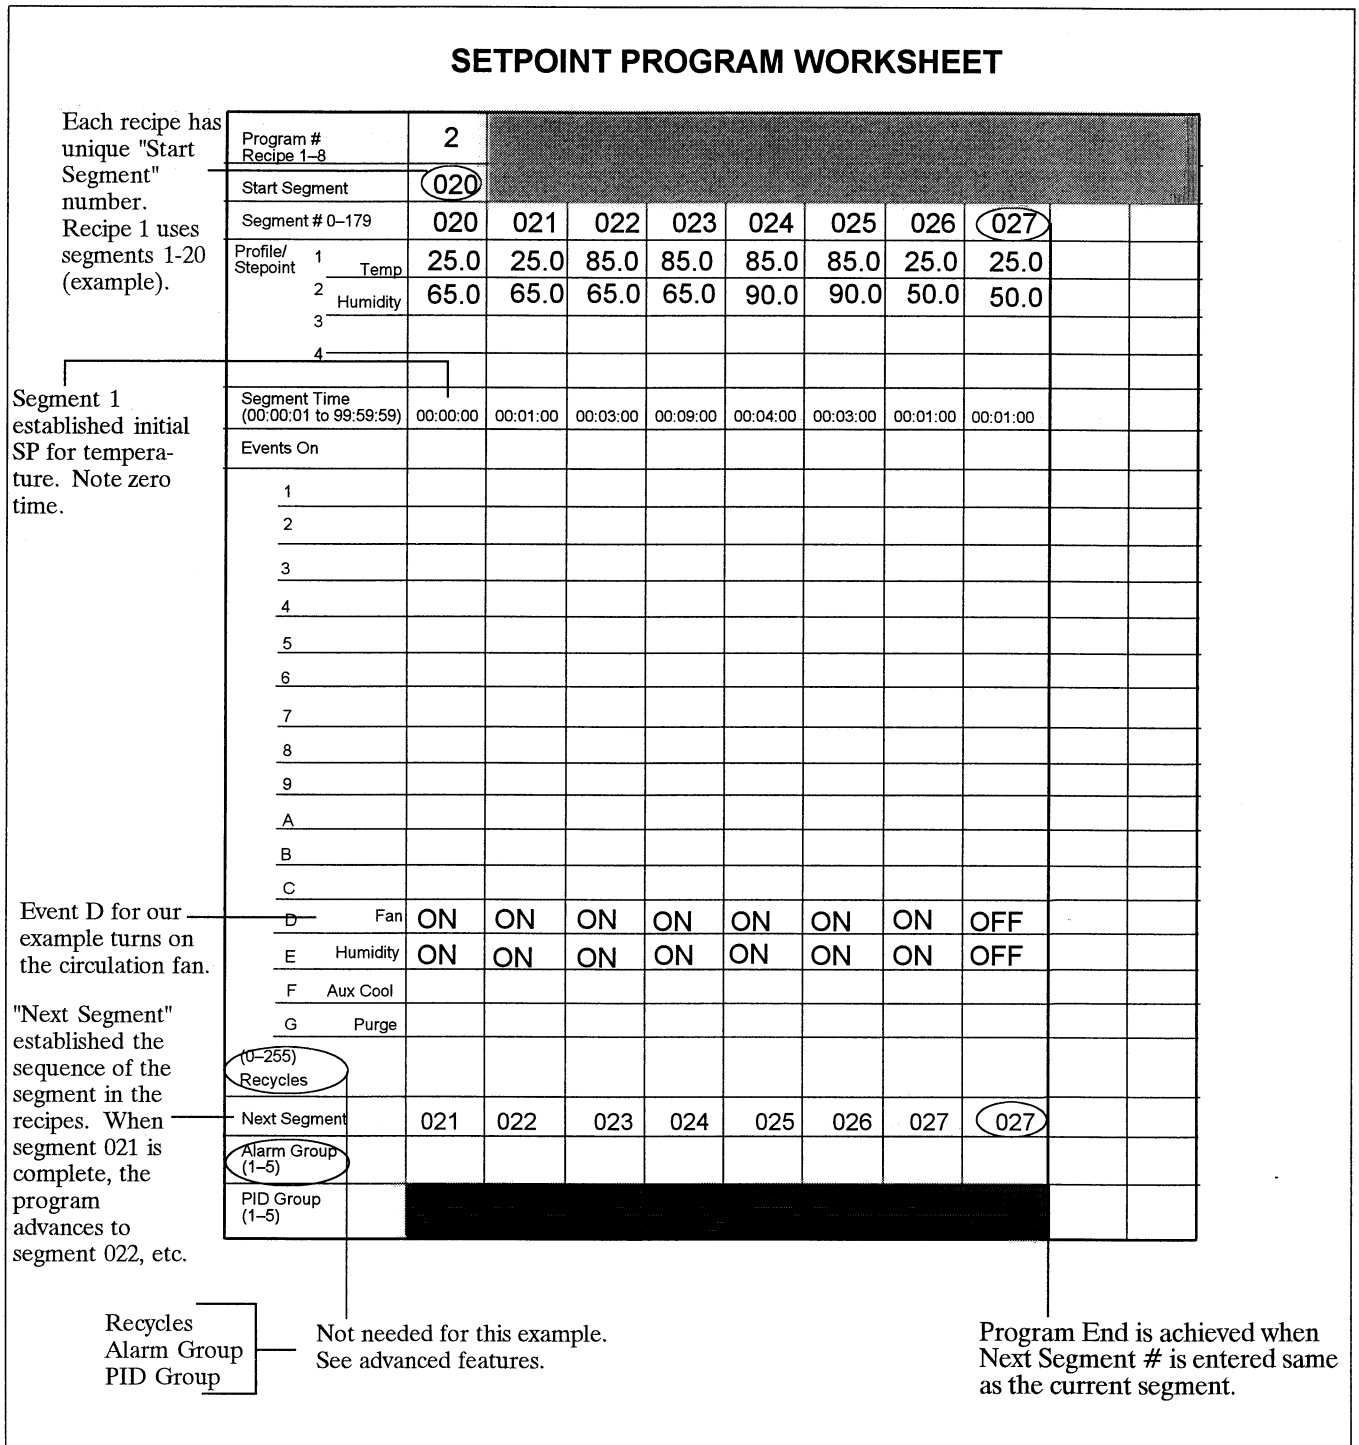 SETPOINT PROGRAM WORKSHEET
Each recipe has
unique "Start
Segment"
number.
Recipe 1 uses
segments 1-20
(example).
Program #
Recipe 1–8
2
Start Segment
020
Segment # 0–179
020 021 022 023 024 025 026 027
Profile/
Stepoint
1 Temp 25.0 25.0 85.0 85.0 85.0 85.0 25.0 25.0
2 Humidity 65.0 65.0 65.0 65.0 90.0 90.0 50.0 50.0
3
4
Segment 1
established initial
SP for tempera-
ture. Note zero
time.
Segment Time
(00:00:01 to 99:59:59) 00:00:00 00:01:00 00:03:00 00:09:00 00:04:00 00:03:00 00:01:00 00:01:00
Events On
1
2
3
4
5
6
7
8
9
A
B
C
Event D for our
example turns on
the circulation fan.
D Fan ON ON ON ON ON ON ON OFF
E Humidity ON ON ON ON ON ON ON OFF
F Aux Cool
G Purge
"Next Segment"
established the
sequence of the
segment in the
recipes. When
segment 021 is
complete, the
program
advances to
segment 022, etc.
(0–255)
Recycles
Next Segment 021 022 023 024 025 026 027 027
Alarm Group
(1–5)
PID Group
(1–5)
Recycles
Alarm Group
PID Group
Not needed for this example.
See advanced features.
Program End is achieved when
Next Segment # is entered same
as the current segment.